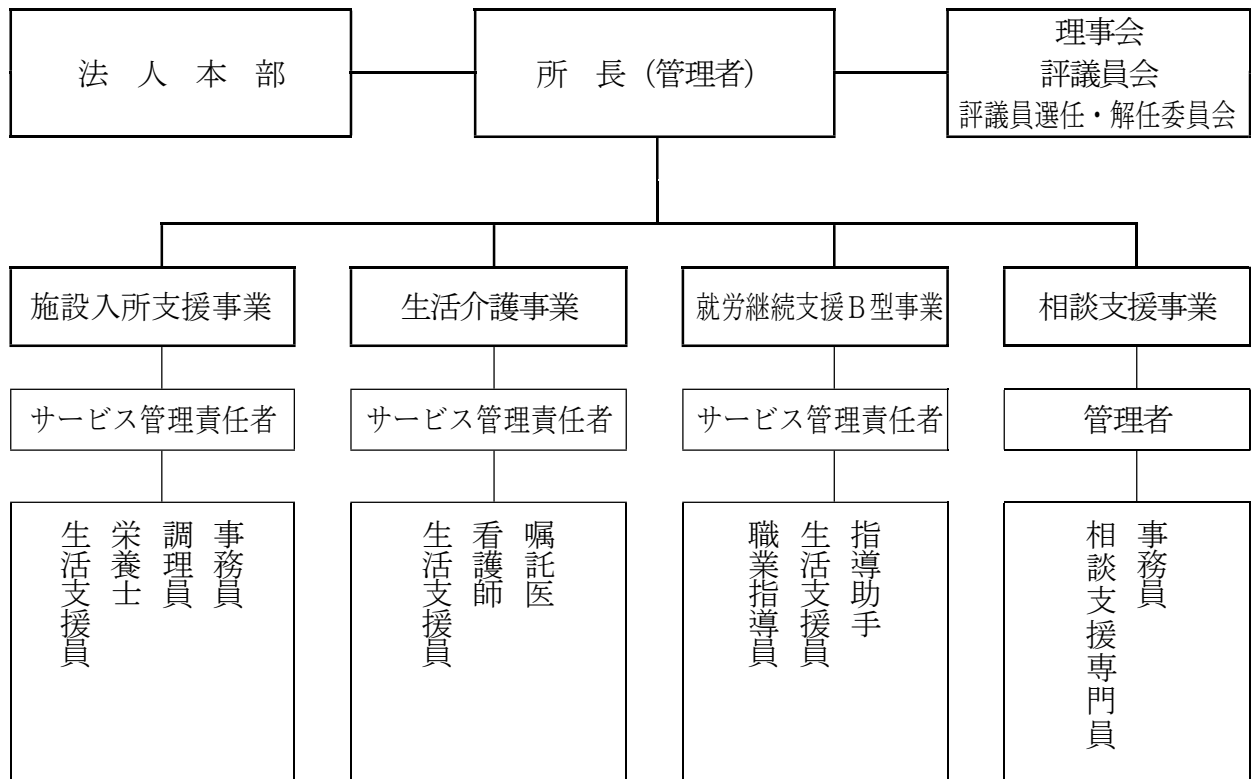 法　人　本　部
所　長（管理者）
理事会
評議員会
評議員選任・解任委員会
施設入所支援事業
生活介護事業
就労継続支援Ｂ型事業
相談支援事業
サービス管理責任者
サービス管理責任者
サービス管理責任者
管理者
事務員
調理員
栄養士
生活支援員
嘱託医
看護師
生活支援員
指導助手
生活支援員
職業指導員
事務員
相談支援専門員